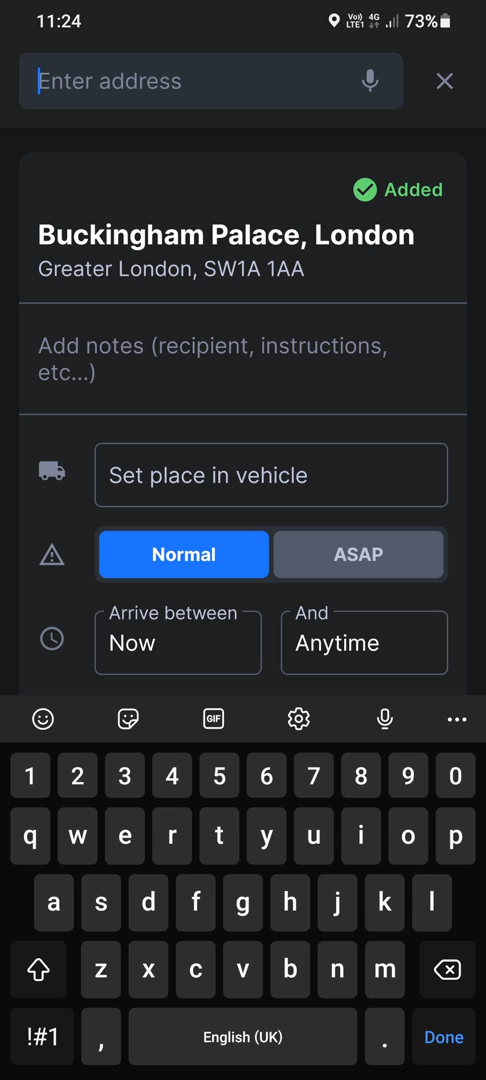 11:24 Vo)) LTE1 4G 73%
Enter address
Added
Buckingham Palace, London
Greater London, SW1A 1AA
Add notes (recipient, instructions,
etc...)
Set place in vehicle
Normal ASAP
Arrive between And
Now Anytime
GIF
1 2 3 4 5 6 7 8 9 0
q w e r t y u i o p
a s d f g h j k l
z x c v b n m
!#1 , English (UK) . Done